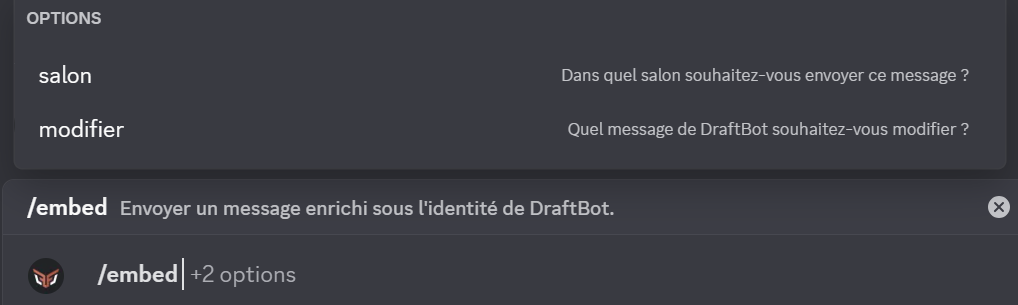 OPTIONS
salon Dans quel salon souhaitez-vous envoyer ce message ?
modifier Quel message de DraftBot souhaitez-vous modifier ?
/embed Envoyer un message enrichi sous l'identité de DraftBot.
/embed +2 options